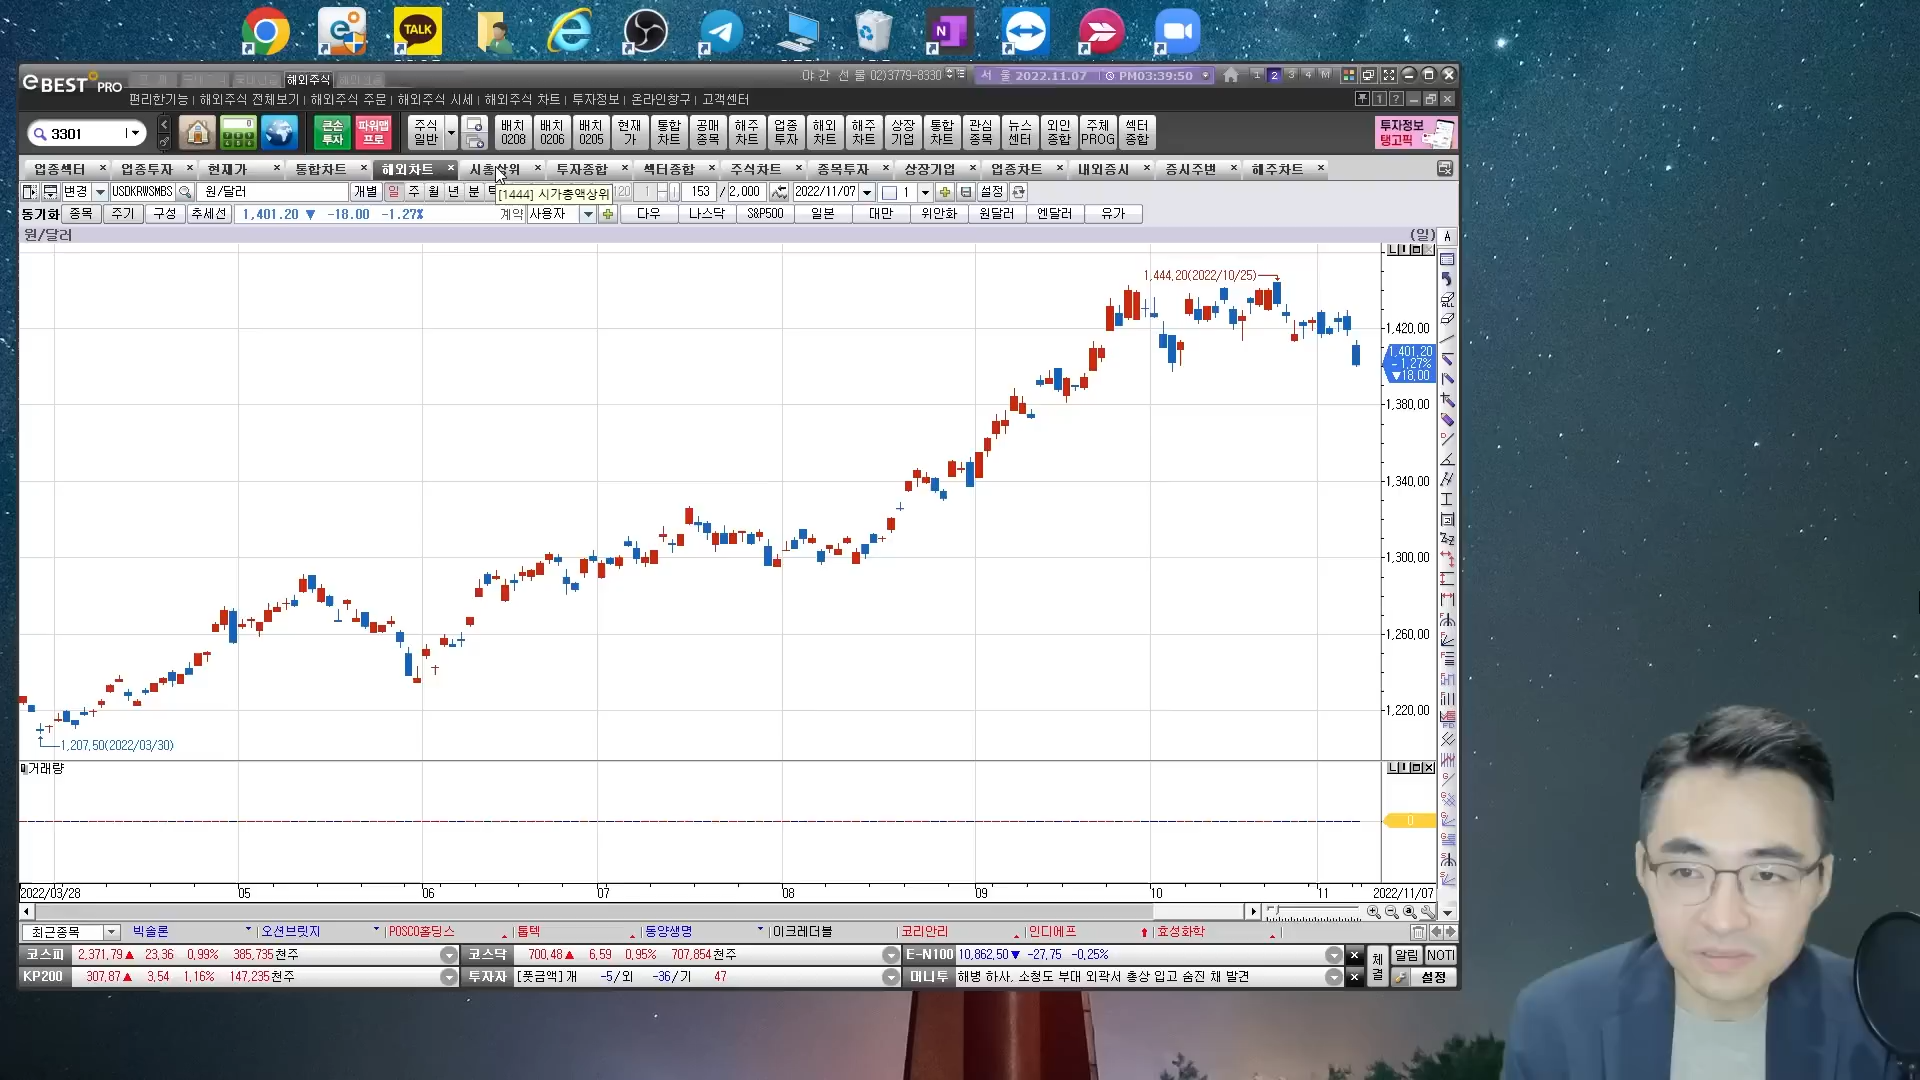 TALK
eBEST PRO
해외주식
야 간 선 물 02)3779-8330
서 울 2022.11.07
PM03:39:50
1 2 3 4 M
편리한기능 해외주식 전체보기 해외주식 주문 해외주식 시세 해외주식 차트 투자정보 온라인창구 고객센터
3301
큰손 투자
파워맵 프로
주식 일반
배치 0208
배치 0206
배치 0205
현재 가
통합 차트
공매 종목
해주 차트
업종 투자
해외 차트
해주 차트
상장 기업
통합 차트
관심 종목
뉴스 센터
외인 종합
주체 PROG
섹터 종합
투자정보 탱고픽
업종섹터 업종투자 현재가 통합차트 해외차트 시총상위 투자종합 섹터종합 주식차트 종목투자 상장기업 업종차트 내외증시 증시주변 해주차트
변경 USDKRWSMBS 원/달러 개별 일 주 월 년 분 20 1 153 / 2,000 2022/11/07 1 설정
[1444] 시가총액상위
동기화 종목 주기 구성 추세선 1,401.20 ▼ -18.00 -1.27% 계약 사용자 다우 나스닥 S&P500 일본 대만 위안화 원달러 엔달러 유가
원/달러
(일)
A
1,444.20(2022/10/25)
1,420.00
1,401.20
-1.27%
▼18.00
1,380.00
1,340.00
1,300.00
1,260.00
1,220.00
1,207.50(2022/03/30)
거래량
0
2022/03/28 05 06 07 08 09 10 11 2022/11/07
최근종목 빅솔론 오션브릿지 POSCO홀딩스 톱텍 동양생명 이크레더블 코리안리 인디에프 효성화학
코스피 2,371.79▲ 23.36 0.99% 385,735천주 코스닥 700.48▲ 6.59 0.95% 707,854천주 E-N100 10,862.50▼ -27.75 -0.25% 체결 알림 NOTI
KP200 307.87▲ 3.54 1.16% 147,235천주 투자자 [풋금액]개 -5/외 -36/기 47 머니투 해병 하사, 소청도 부대 외곽서 총상 입고 숨진 채 발견 설정